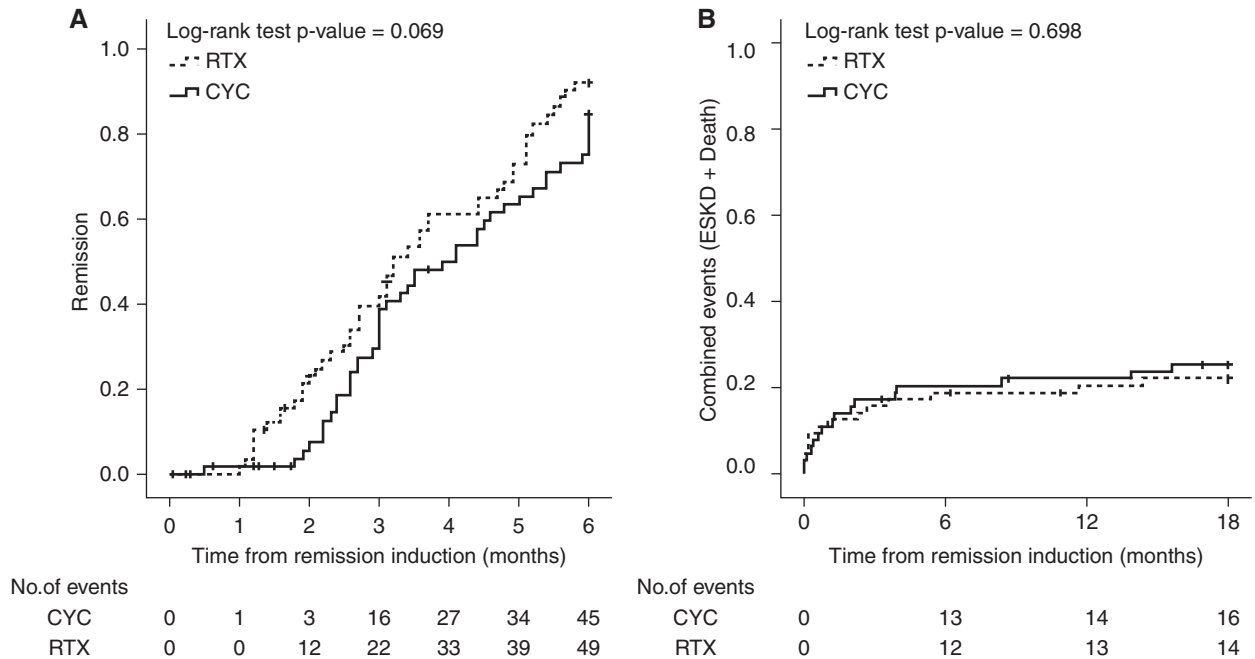 A
Log-rank test p-value = 0.069
RTX
CYC
1.0
0.8
0.6
0.4
0.2
0.0
Remission
0 1 2 3 4 5 6
Time from remission induction (months)
No.of events
CYC 0 1 3 16 27 34 45
RTX 0 0 12 22 33 39 49
B
Log-rank test p-value = 0.698
RTX
CYC
1.0
0.8
0.6
0.4
0.2
0.0
Combined events (ESKD + Death)
0 6 12 18
Time from remission induction (months)
No.of events
CYC 0 13 14 16
RTX 0 12 13 14